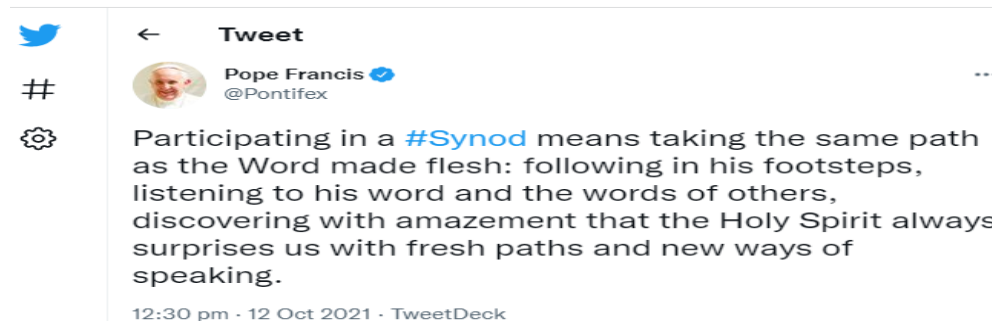 Tweet
Pope Francis
@Pontifex
Participating in a #Synod means taking the same path
as the Word made flesh: following in his footsteps,
listening to his word and the words of others,
discovering with amazement that the Holy Spirit always
surprises us with fresh paths and new ways of
speaking.
12:30 pm · 12 Oct 2021 · TweetDeck